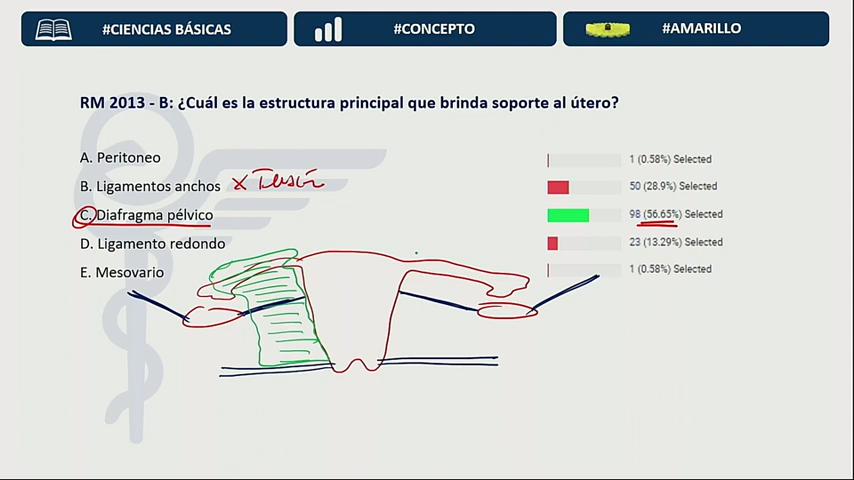 #CIENCIAS BÁSICAS
#CONCEPTO
#AMARILLO
RM 2013 - B: ¿Cuál es la estructura principal que brinda soporte al útero?
A. Peritoneo
1 (0.58%) Selected
B. Ligamentos anchos
50 (28.9%) Selected
C. Diafragma pélvico
98 (56.65%) Selected
D. Ligamento redondo
23 (13.29%) Selected
E. Mesovario
1 (0.58%) Selected